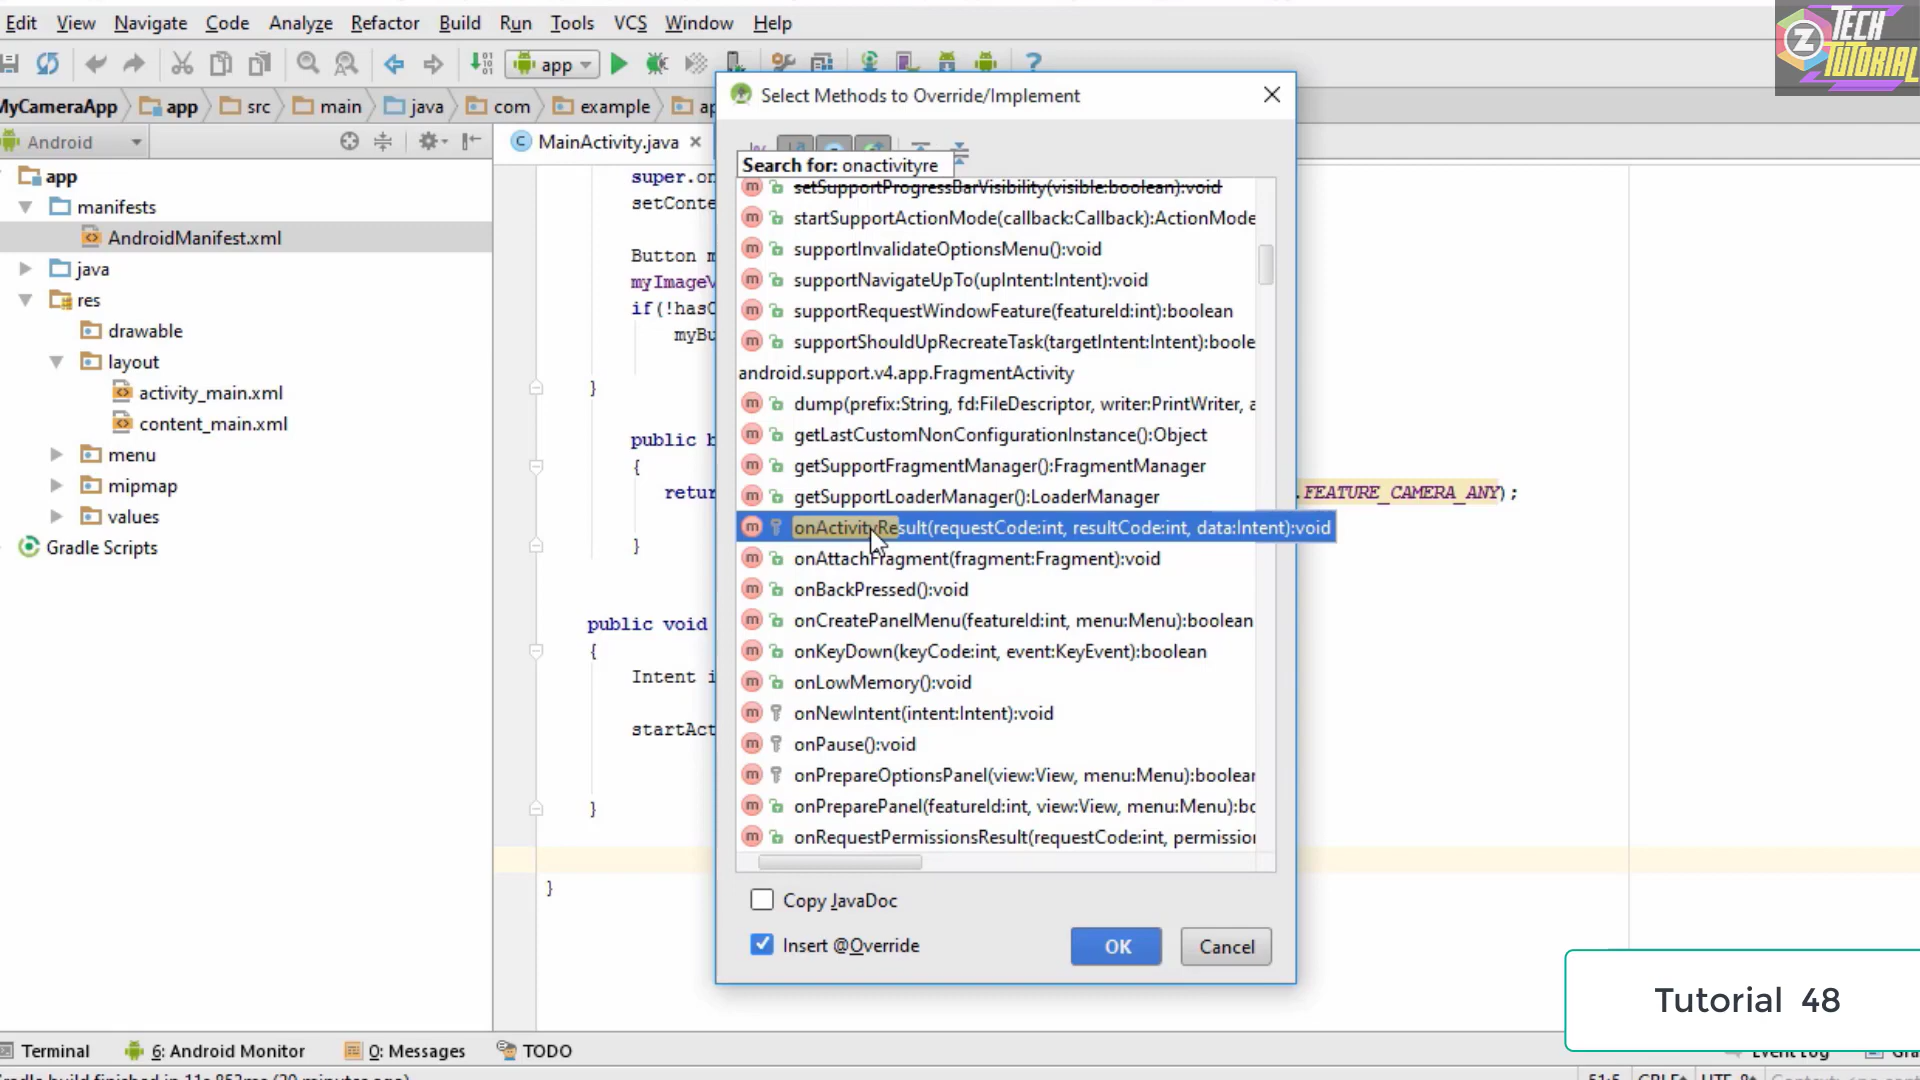 Edit View Navigate Code Analyze Refactor Build Run Tools VCS Window Help
Z TECH TUTORIAL
app
MyCameraApp app src main java com example
Select Methods to Override/Implement
Android
MainActivity.java
Search for: onactivityre
app
manifests
AndroidManifest.xml
java
res
drawable
layout
activity_main.xml
content_main.xml
menu
mipmap
values
Gradle Scripts
super.on
setConte
Button m
myImageV
if(!hasC
myBu
}
public b
{
retur
.FEATURE_CAMERA_ANY);
}
public void
{
Intent i
startAct
}
}
setSupportProgressBarVisibility(visible:boolean):void
startSupportActionMode(callback:Callback):ActionMode
supportInvalidateOptionsMenu():void
supportNavigateUpTo(upIntent:Intent):void
supportRequestWindowFeature(featureId:int):boolean
supportShouldUpRecreateTask(targetIntent:Intent):boole
android.support.v4.app.FragmentActivity
dump(prefix:String, fd:FileDescriptor, writer:PrintWriter, a
getLastCustomNonConfigurationInstance():Object
getSupportFragmentManager():FragmentManager
getSupportLoaderManager():LoaderManager
onActivityResult(requestCode:int, resultCode:int, data:Intent):void
onAttachFragment(fragment:Fragment):void
onBackPressed():void
onCreatePanelMenu(featureId:int, menu:Menu):boolean
onKeyDown(keyCode:int, event:KeyEvent):boolean
onLowMemory():void
onNewIntent(intent:Intent):void
onPause():void
onPrepareOptionsPanel(view:View, menu:Menu):boolean
onPreparePanel(featureId:int, view:View, menu:Menu):bo
onRequestPermissionsResult(requestCode:int, permission
Copy JavaDoc
Insert @Override
OK Cancel
Tutorial 48
Terminal 6: Android Monitor 0: Messages TODO
Event Log